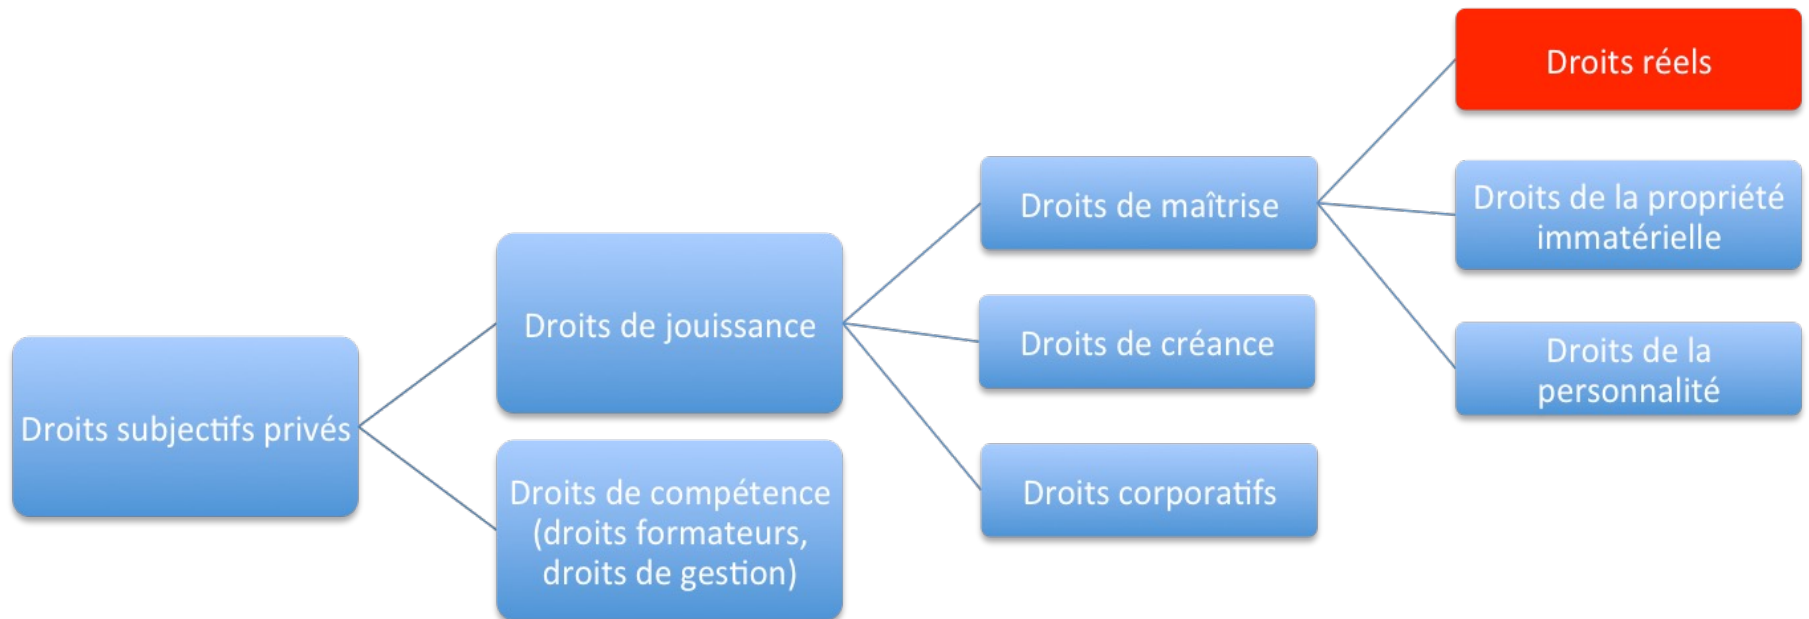 Droits subjectifs privés
Droits de jouissance
Droits de compétence
(droits formateurs,
droits de gestion)
Droits de maîtrise
Droits de créance
Droits corporatifs
Droits réels
Droits de la propriété
immatérielle
Droits de la
personnalité